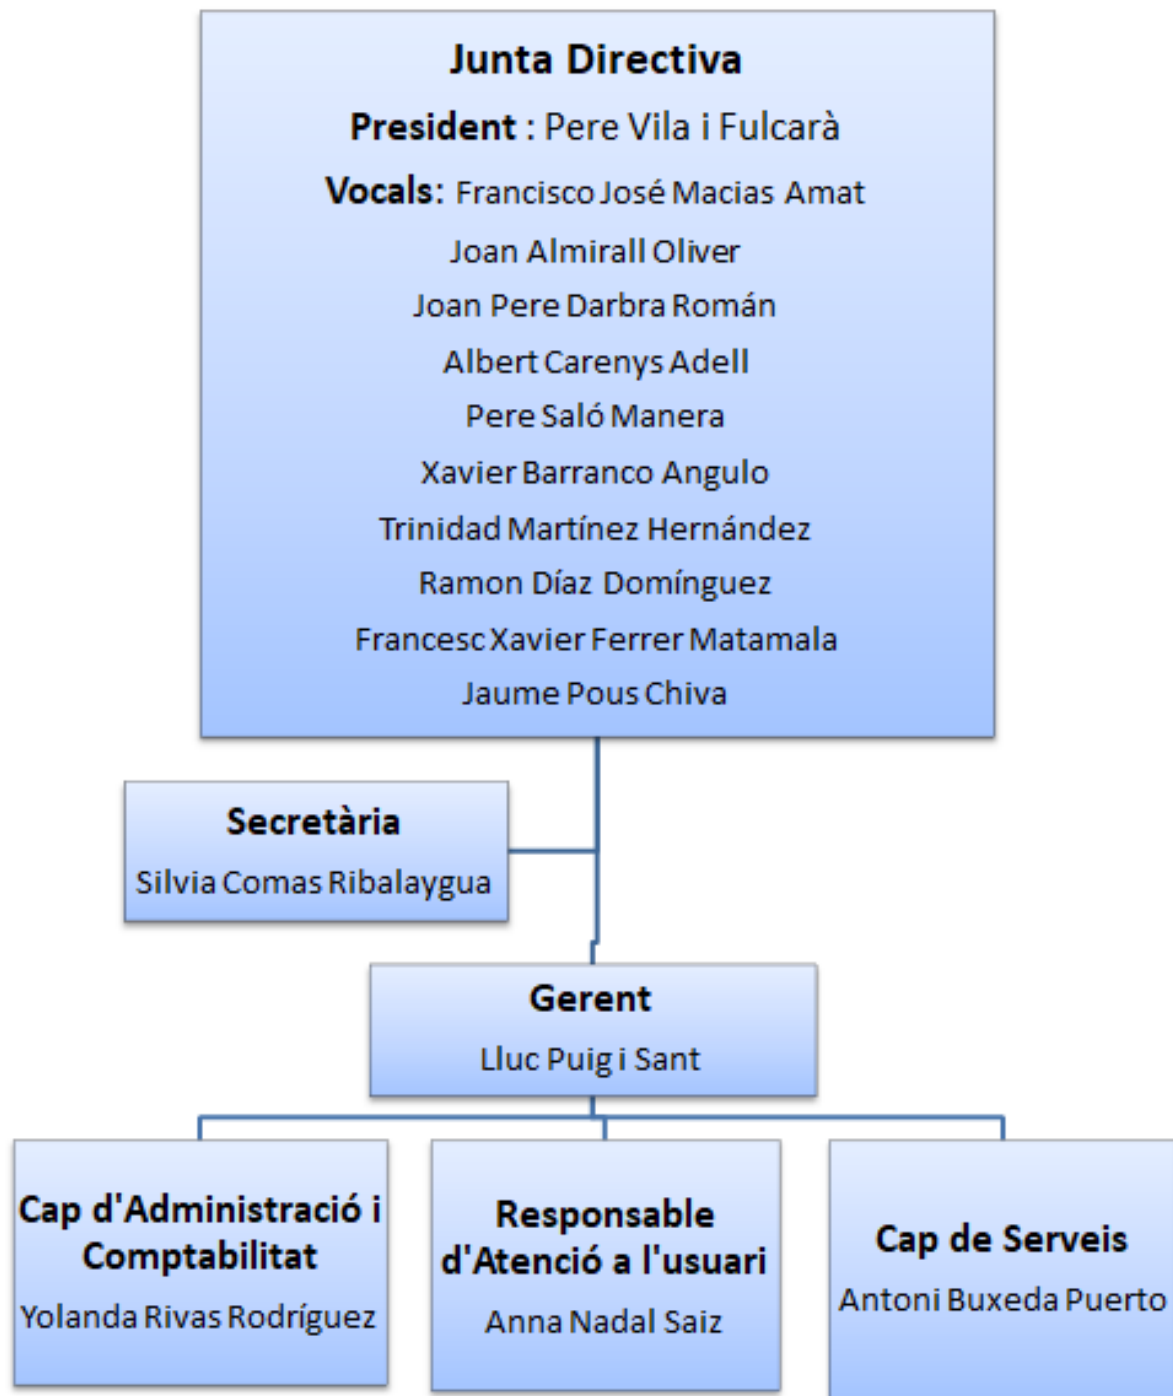 Junta Directiva
President : Pere Vila i Fulcarà
Vocals: Francisco José Macias Amat
Joan Almirall Oliver
Joan Pere Darbra Román
Albert Carenys Adell
Pere Saló Manera
Xavier Barranco Angulo
Trinidad Martínez Hernández
Ramon Díaz Domínguez
Francesc Xavier Ferrer Matamala
Jaume Pous Chiva
Secretària
Silvia Comas Ribalaygua
Gerent
Lluc Puig i Sant
Cap d'Administració i
Comptabilitat
Yolanda Rivas Rodríguez
Responsable
d'Atenció a l'usuari
Anna Nadal Saiz
Cap de Serveis
Antoni Buxeda Puerto